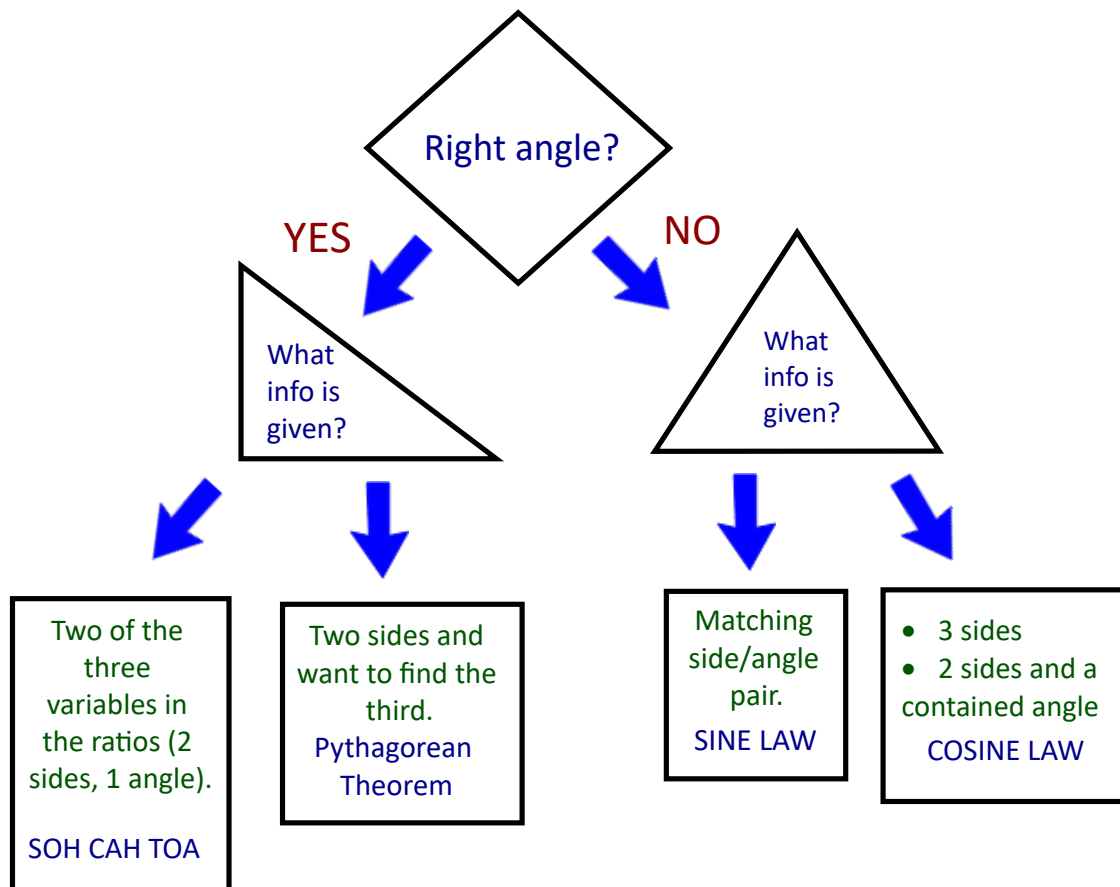 Right angle?
YES
NO
What
info is
given?
What
info is
given?
Two of the
three
variables in
the ratios (2
sides, 1 angle).
SOH CAH TOA
Two sides and
want to find the
third.
Pythagorean
Theorem
Matching
side/angle
pair.
SINE LAW
• 3 sides
• 2 sides and a
contained angle
COSINE LAW